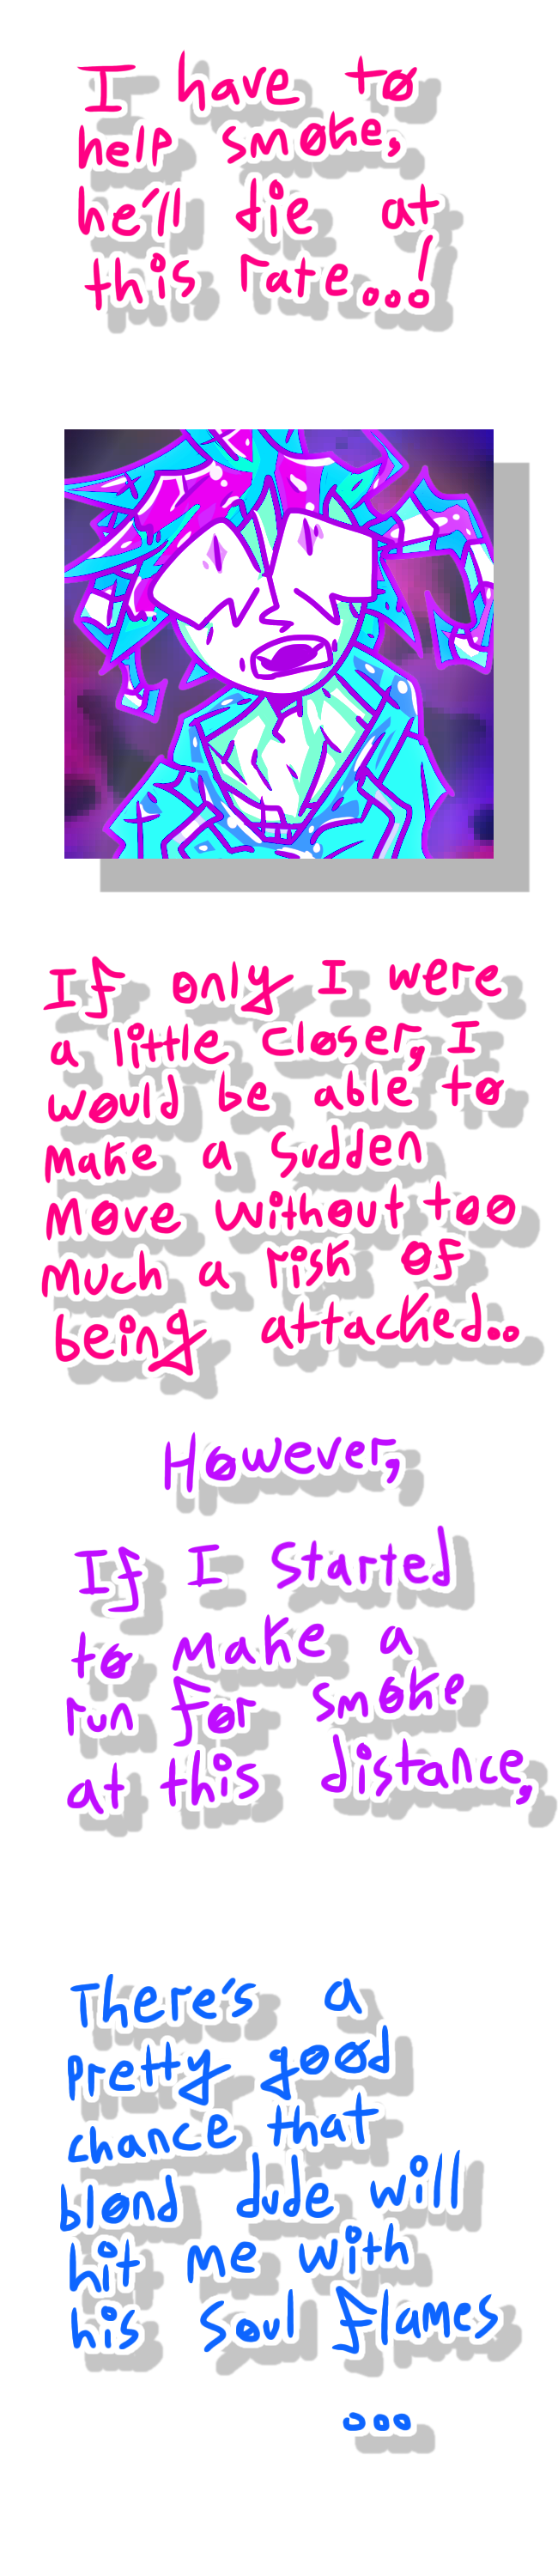 I have to
help smoke,
he'll die at
this rate...!
If only I were
a little closer, I
would be able to
make a sudden
move without too
much a risk of
being attacked..
However,
If I started
to make a
run for smoke
at this distance,
There's a
pretty good
chance that
blond dude will
hit me with
his soul flames
...